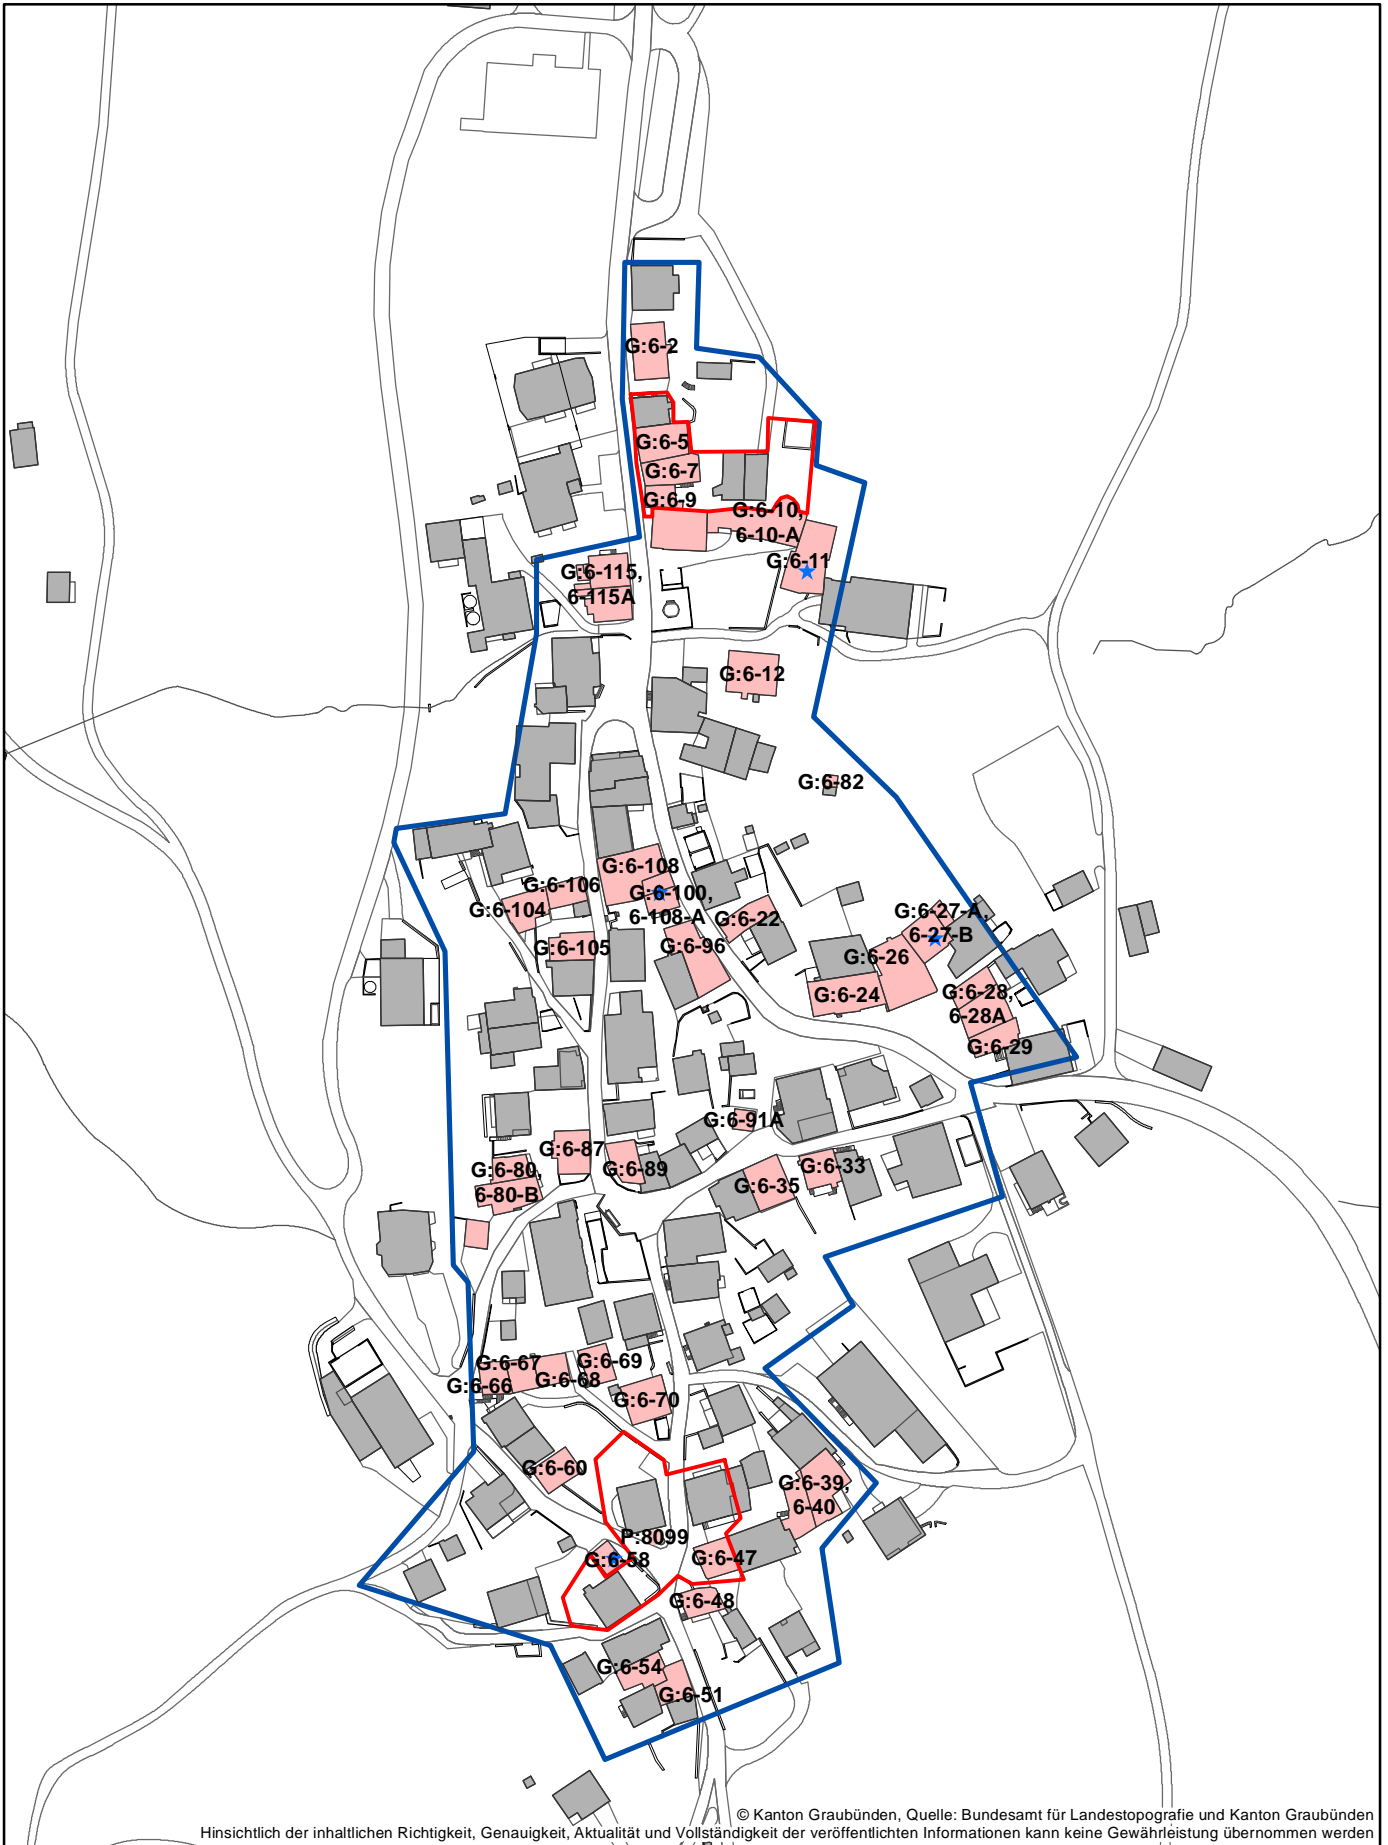 G:6-2
G:6-5
G:6-7
G:6-9
G:6-10,
6-10-A
G:6-11
G:6-115,
6-115A
G:6-12
G:6-82
G:6-108
G:6-106
G:6-100,
6-108-A
G:6-104
G:6-22
G:6-27-A,
6-27-B
G:6-105
G:6-96
G:6-26
G:6-24
G:6-28,
6-28A
G:6-29
G:6-91A
G:6-87
G:6-89
G:6-80,
6-80-B
G:6-33
G:6-35
G:6-67
G:6-69
G:6-68
G:6-66
G:6-70
G:6-60
G:6-39,
6-40
P:8099
G:6-58
G:6-47
G:6-48
G:6-54
G:6-51
© Kanton Graubünden, Quelle: Bundesamt für Landestopografie und Kanton Graubünden
Hinsichtlich der inhaltlichen Richtigkeit, Genauigkeit, Aktualität und Vollständigkeit der veröffentlichten Informationen kann keine Gewährleistung übernommen werden